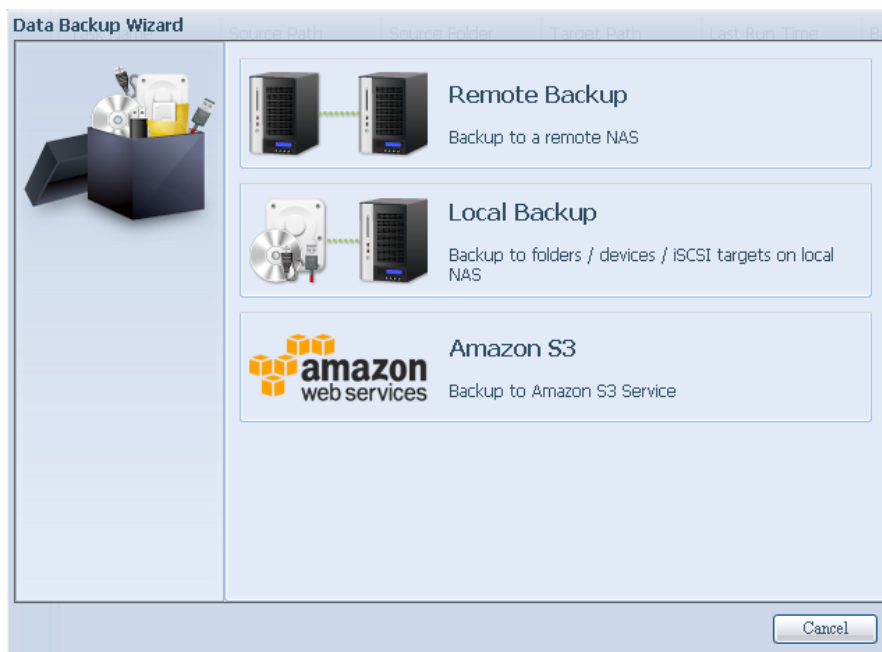 Data Backup Wizard
Task Name Source Path Source Folder Target Path Last Run Time B
Remote Backup
Backup to a remote NAS
Local Backup
Backup to folders / devices / iSCSI targets on local
NAS
amazon
web services
Amazon S3
Backup to Amazon S3 Service
Cancel